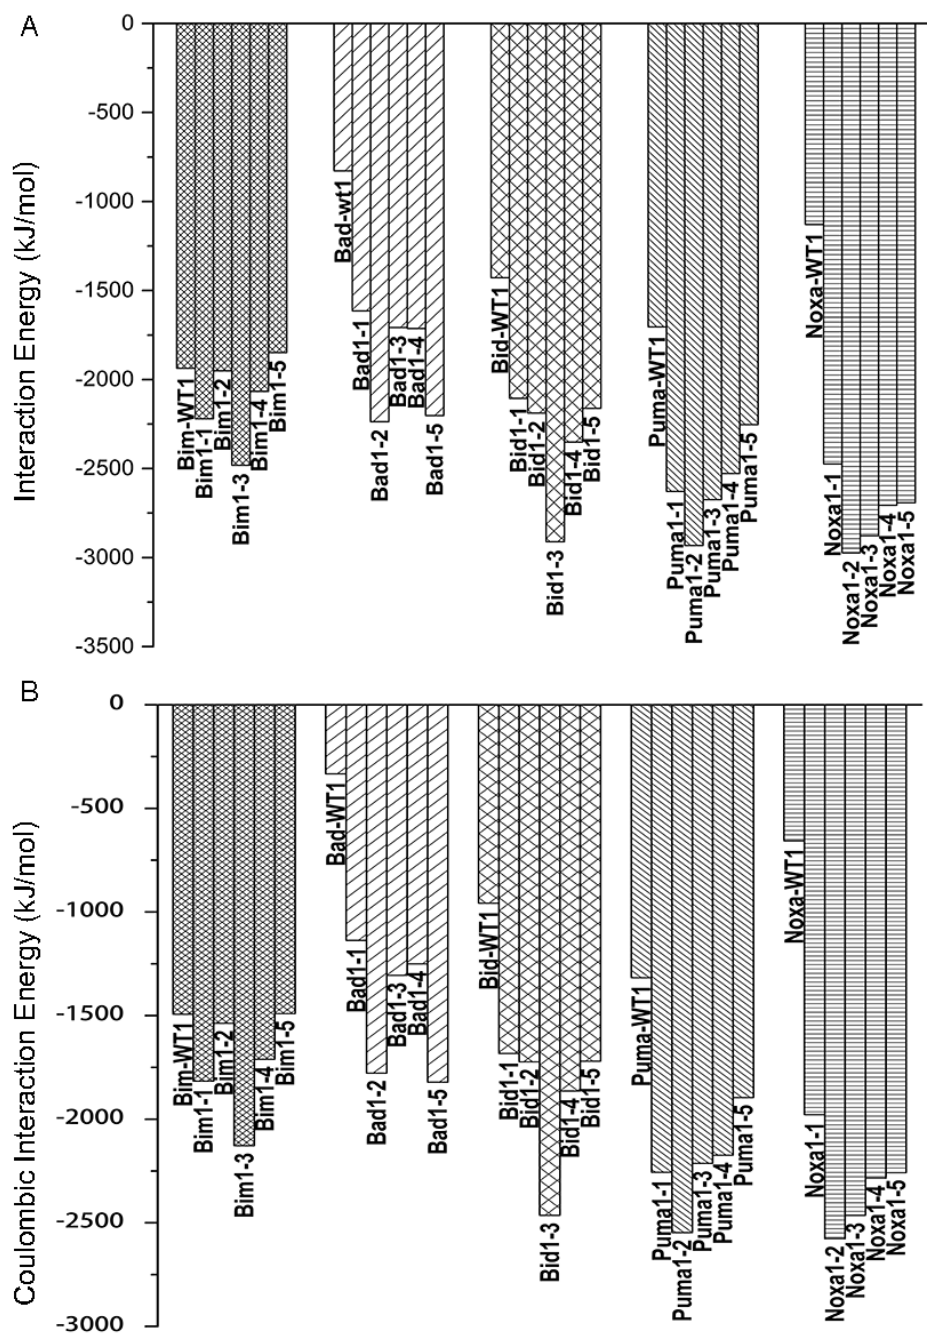 A
Interaction Energy (kJ/mol)
0
-500
-1000
-1500
-2000
-2500
-3000
-3500
Bim-WT1
Bim1-1
Bim1-2
Bim1-3
Bim1-4
Bim1-5
Bad-wt1
Bad1-1
Bad1-2
Bad1-3
Bad1-4
Bad1-5
Bid-WT1
Bid1-1
Bid1-2
Bid1-3
Bid1-4
Bid1-5
Puma-WT1
Puma1-1
Puma1-2
Puma1-3
Puma1-4
Puma1-5
Noxa-WT1
Noxa1-1
Noxa1-2
Noxa1-3
Noxa1-4
Noxa1-5
B
Coulombic Interaction Energy (kJ/mol)
0
-500
-1000
-1500
-2000
-2500
-3000
Bim-WT1
Bim1-1
Bim1-2
Bim1-3
Bim1-4
Bim1-5
Bad-WT1
Bad1-1
Bad1-2
Bad1-3
Bad1-4
Bad1-5
Bid-WT1
Bid1-1
Bid1-2
Bid1-3
Bid1-4
Bid1-5
Puma-WT1
Puma1-1
Puma1-2
Puma1-3
Puma1-4
Puma1-5
Noxa-WT1
Noxa1-1
Noxa1-2
Noxa1-3
Noxa1-4
Noxa1-5